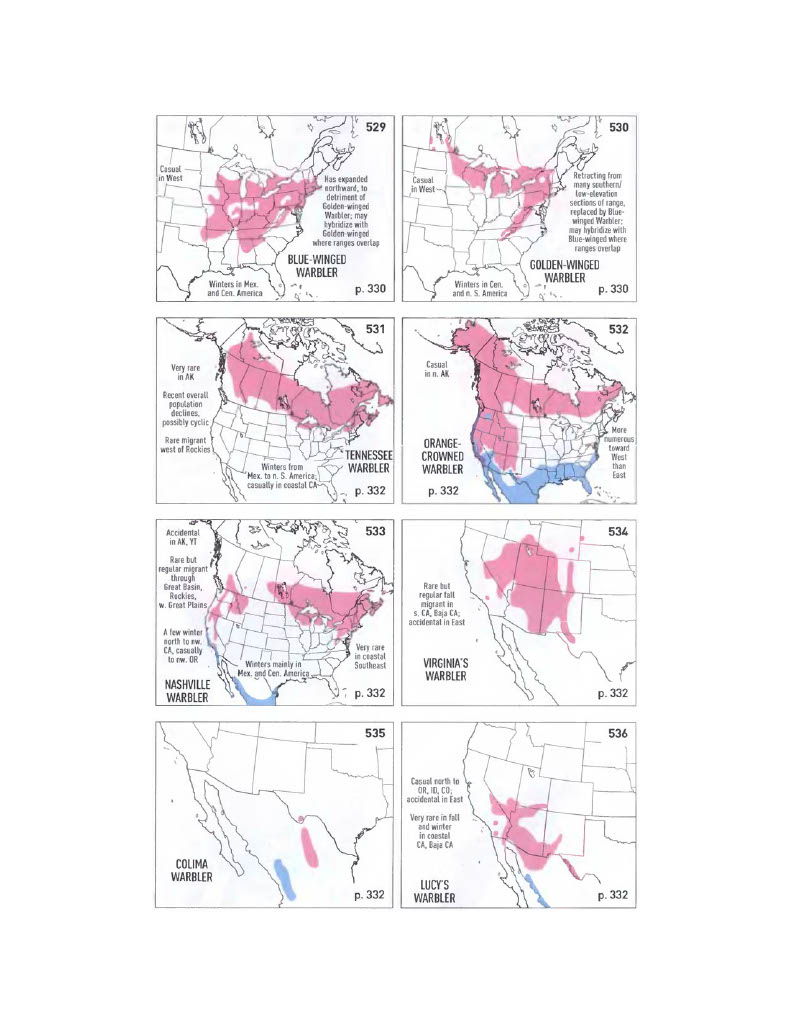 529
Casual
in West
Has expanded
northward, to
detriment of
Golden-winged
Warbler; may
hybridize with
Golden-winged
where ranges overlap
BLUE-WINGED
WARBLER
Winters in Mex.
and Cen. America
p. 330
530
Casual
in West
Retracting from
many southern/
low-elevation
sections of range,
replaced by Blue-
winged Warbler;
may hybridize with
Blue-winged where
ranges overlap
GOLDEN-WINGED
WARBLER
Winters in Cen.
and n. S. America
p. 330
531
Very rare
in AK
Recent overall
population
declines,
possibly cyclic
Rare migrant
west of Rockies
TENNESSEE
WARBLER
Winters from
Mex. to n. S. America;
casually in coastal CA
p. 332
532
Casual
in n. AK
More
numerous
toward
West
than
East
ORANGE-
CROWNED
WARBLER
p. 332
533
Accidental
in AK, YT
Rare but
regular migrant
through
Great Basin,
Rockies,
w. Great Plains
A few winter
north to nw.
CA, casually
to nw. OR
Very rare
in coastal
Southeast
Winters mainly in
Mex. and Cen. America
NASHVILLE
WARBLER
p. 332
534
Rare but
regular fall
migrant in
s. CA, Baja CA;
accidental in East
VIRGINIA'S
WARBLER
p. 332
535
COLIMA
WARBLER
p. 332
536
Casual north to
OR, ID, CO;
accidental in East
Very rare in fall
and winter
in coastal
CA, Baja CA
LUCY'S
WARBLER
p. 332